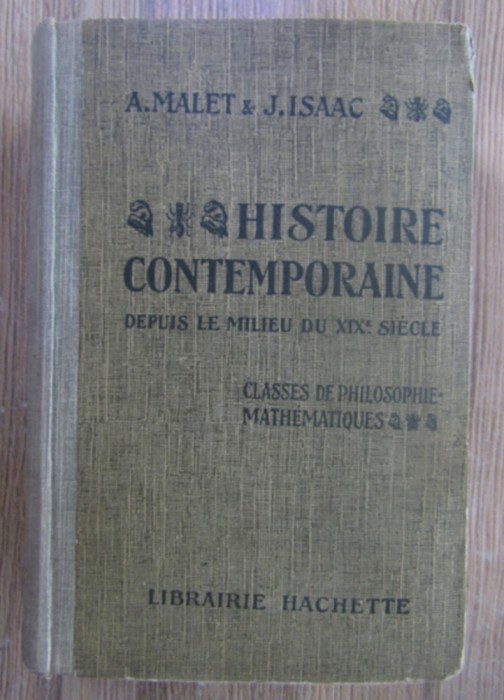 A. MALET & J. ISAAC
HISTOIRE
CONTEMPORAINE
DEPUIS LE MILIEU DU XIXe SIÈCLE
CLASSES DE PHILOSOPHIE-
MATHÉMATIQUES
LIBRAIRIE HACHETTE